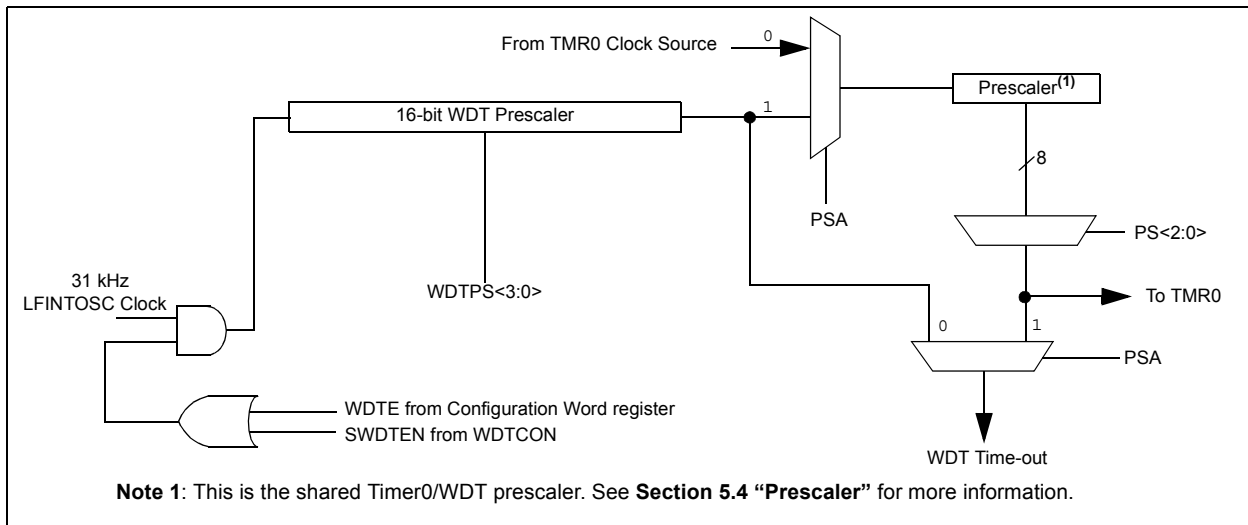 From TMR0 Clock Source
0
Prescaler(1)
16-bit WDT Prescaler
1
8
PSA
PS<2:0>
31 kHz
LFINTOSC Clock
WDTPS<3:0>
To TMR0
0
1
PSA
WDTE from Configuration Word register
SWDTEN from WDTCON
WDT Time-out
Note 1: This is the shared Timer0/WDT prescaler. See Section 5.4 “Prescaler” for more information.